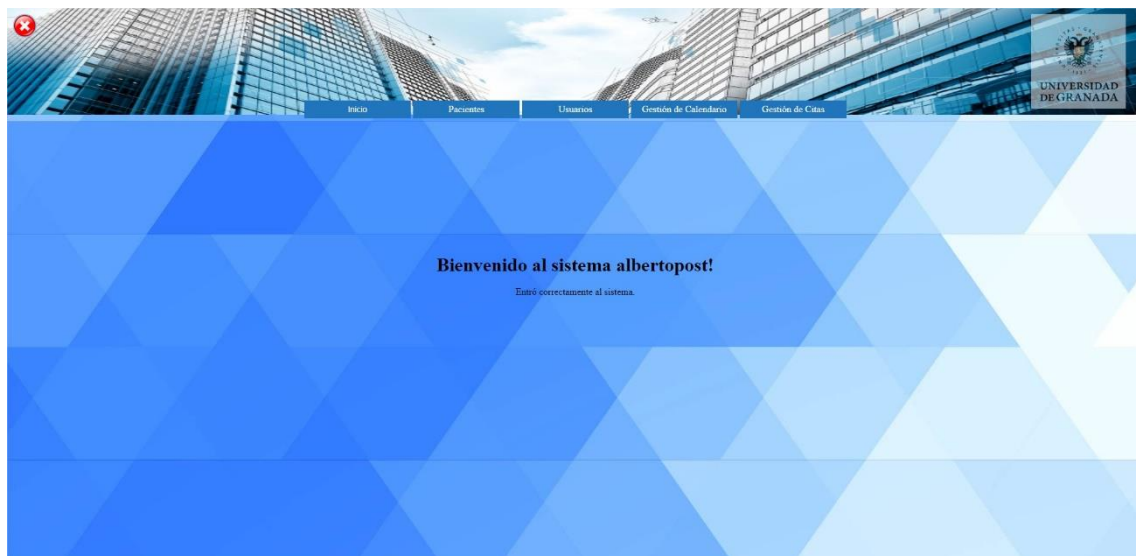 UNIVERSIDAD
DE GRANADA
Inicio
Pacientes
Usuarios
Gestión de Calendario
Gestión de Citas
Bienvenido al sistema albertopost!
Entró correctamente al sistema.